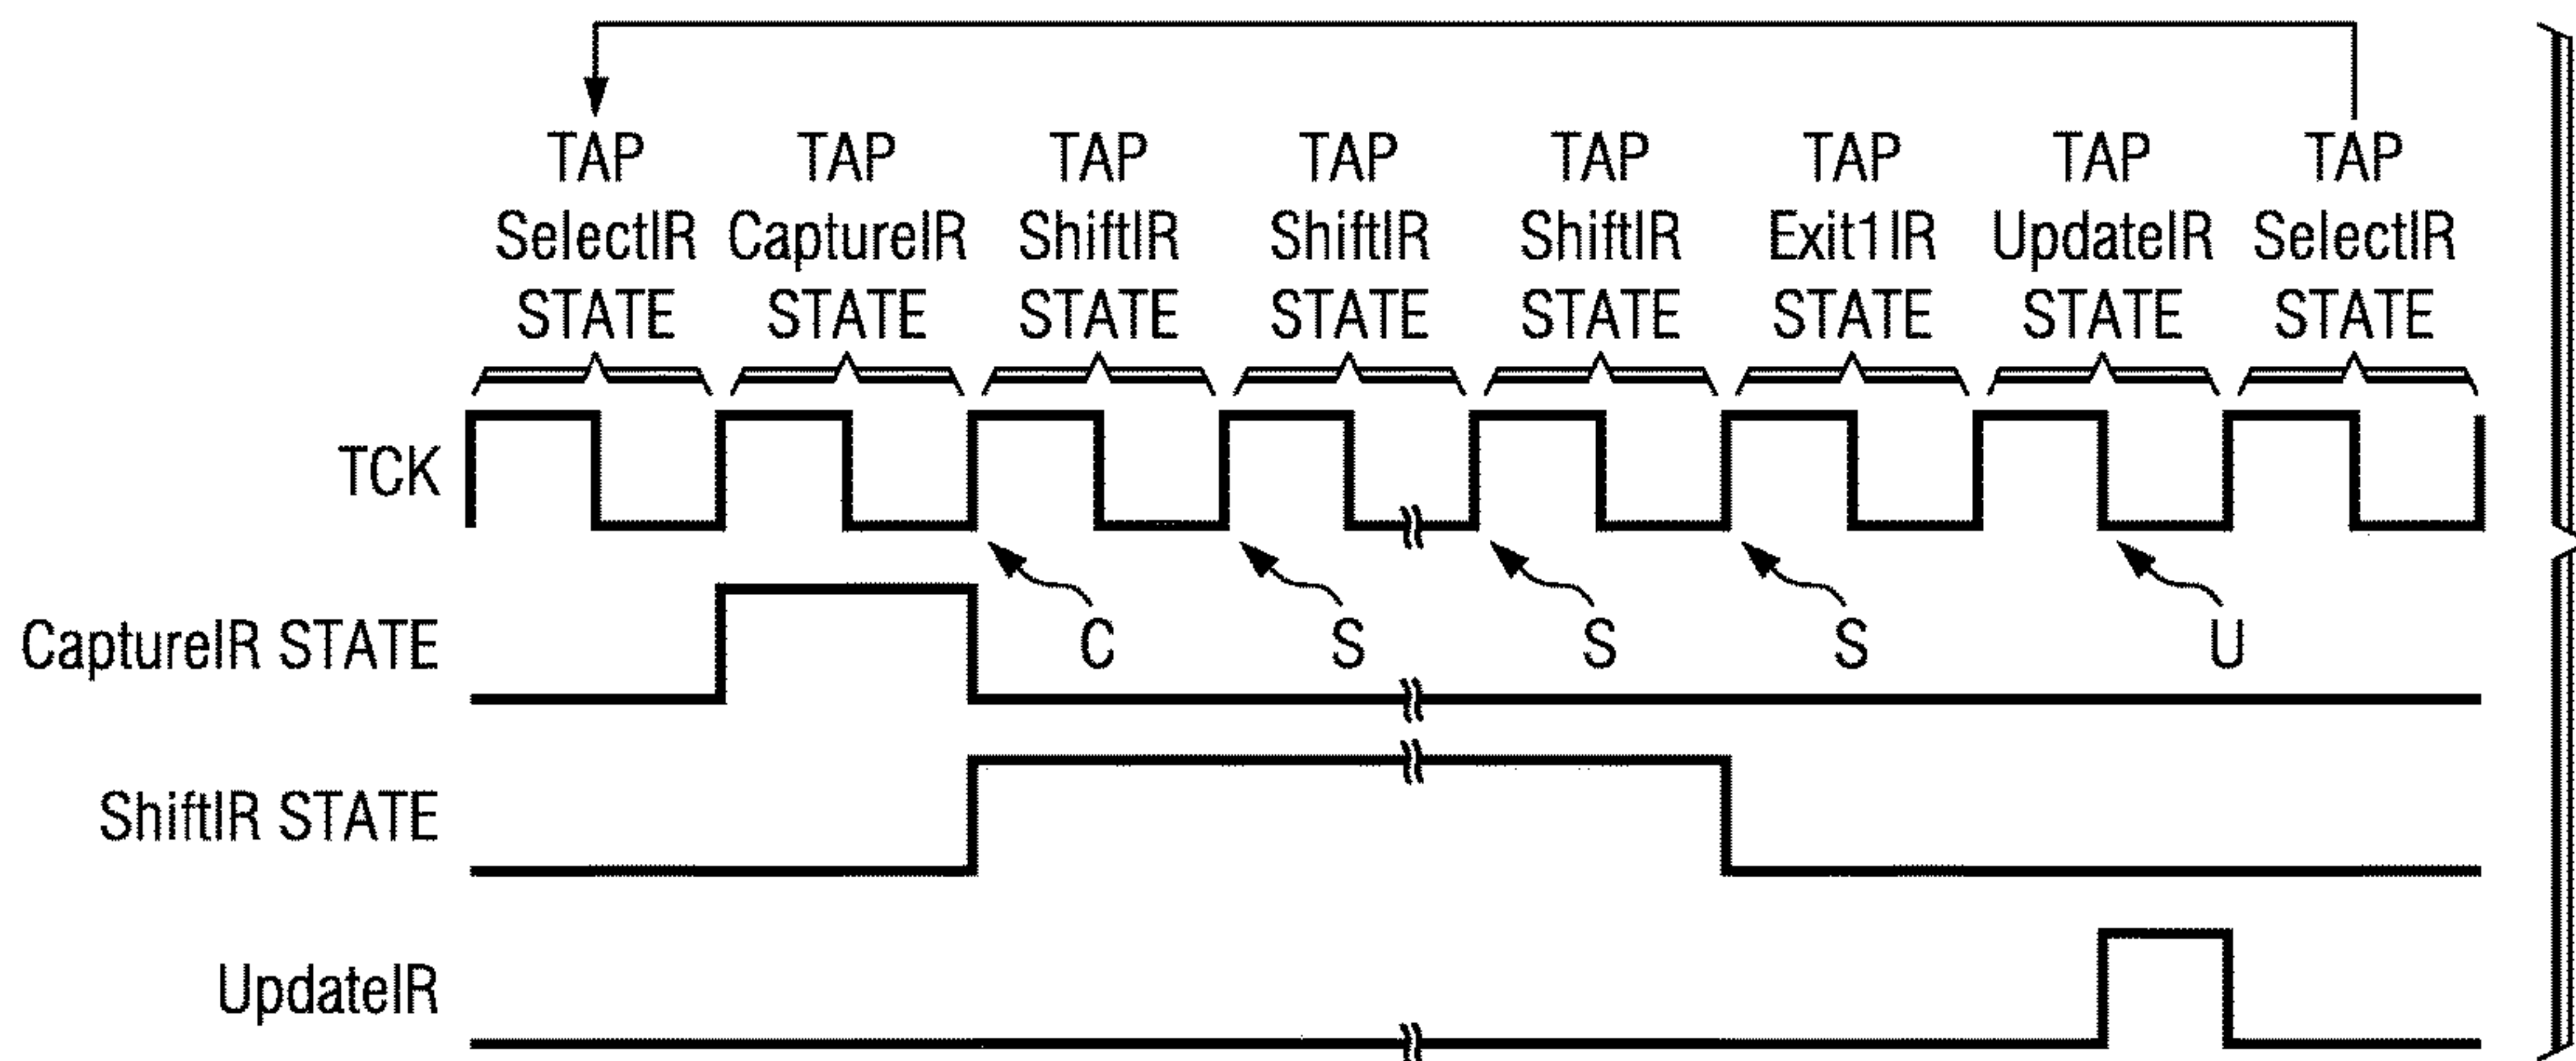 TAP TAP TAP TAP TAP TAP TAP TAP
SelectIR CaptureIR ShiftIR ShiftIR ShiftIR Exit1IR UpdateIR SelectIR
STATE STATE STATE STATE STATE STATE STATE STATE
TCK
CaptureIR STATE C S S S U
ShiftIR STATE
UpdateIR